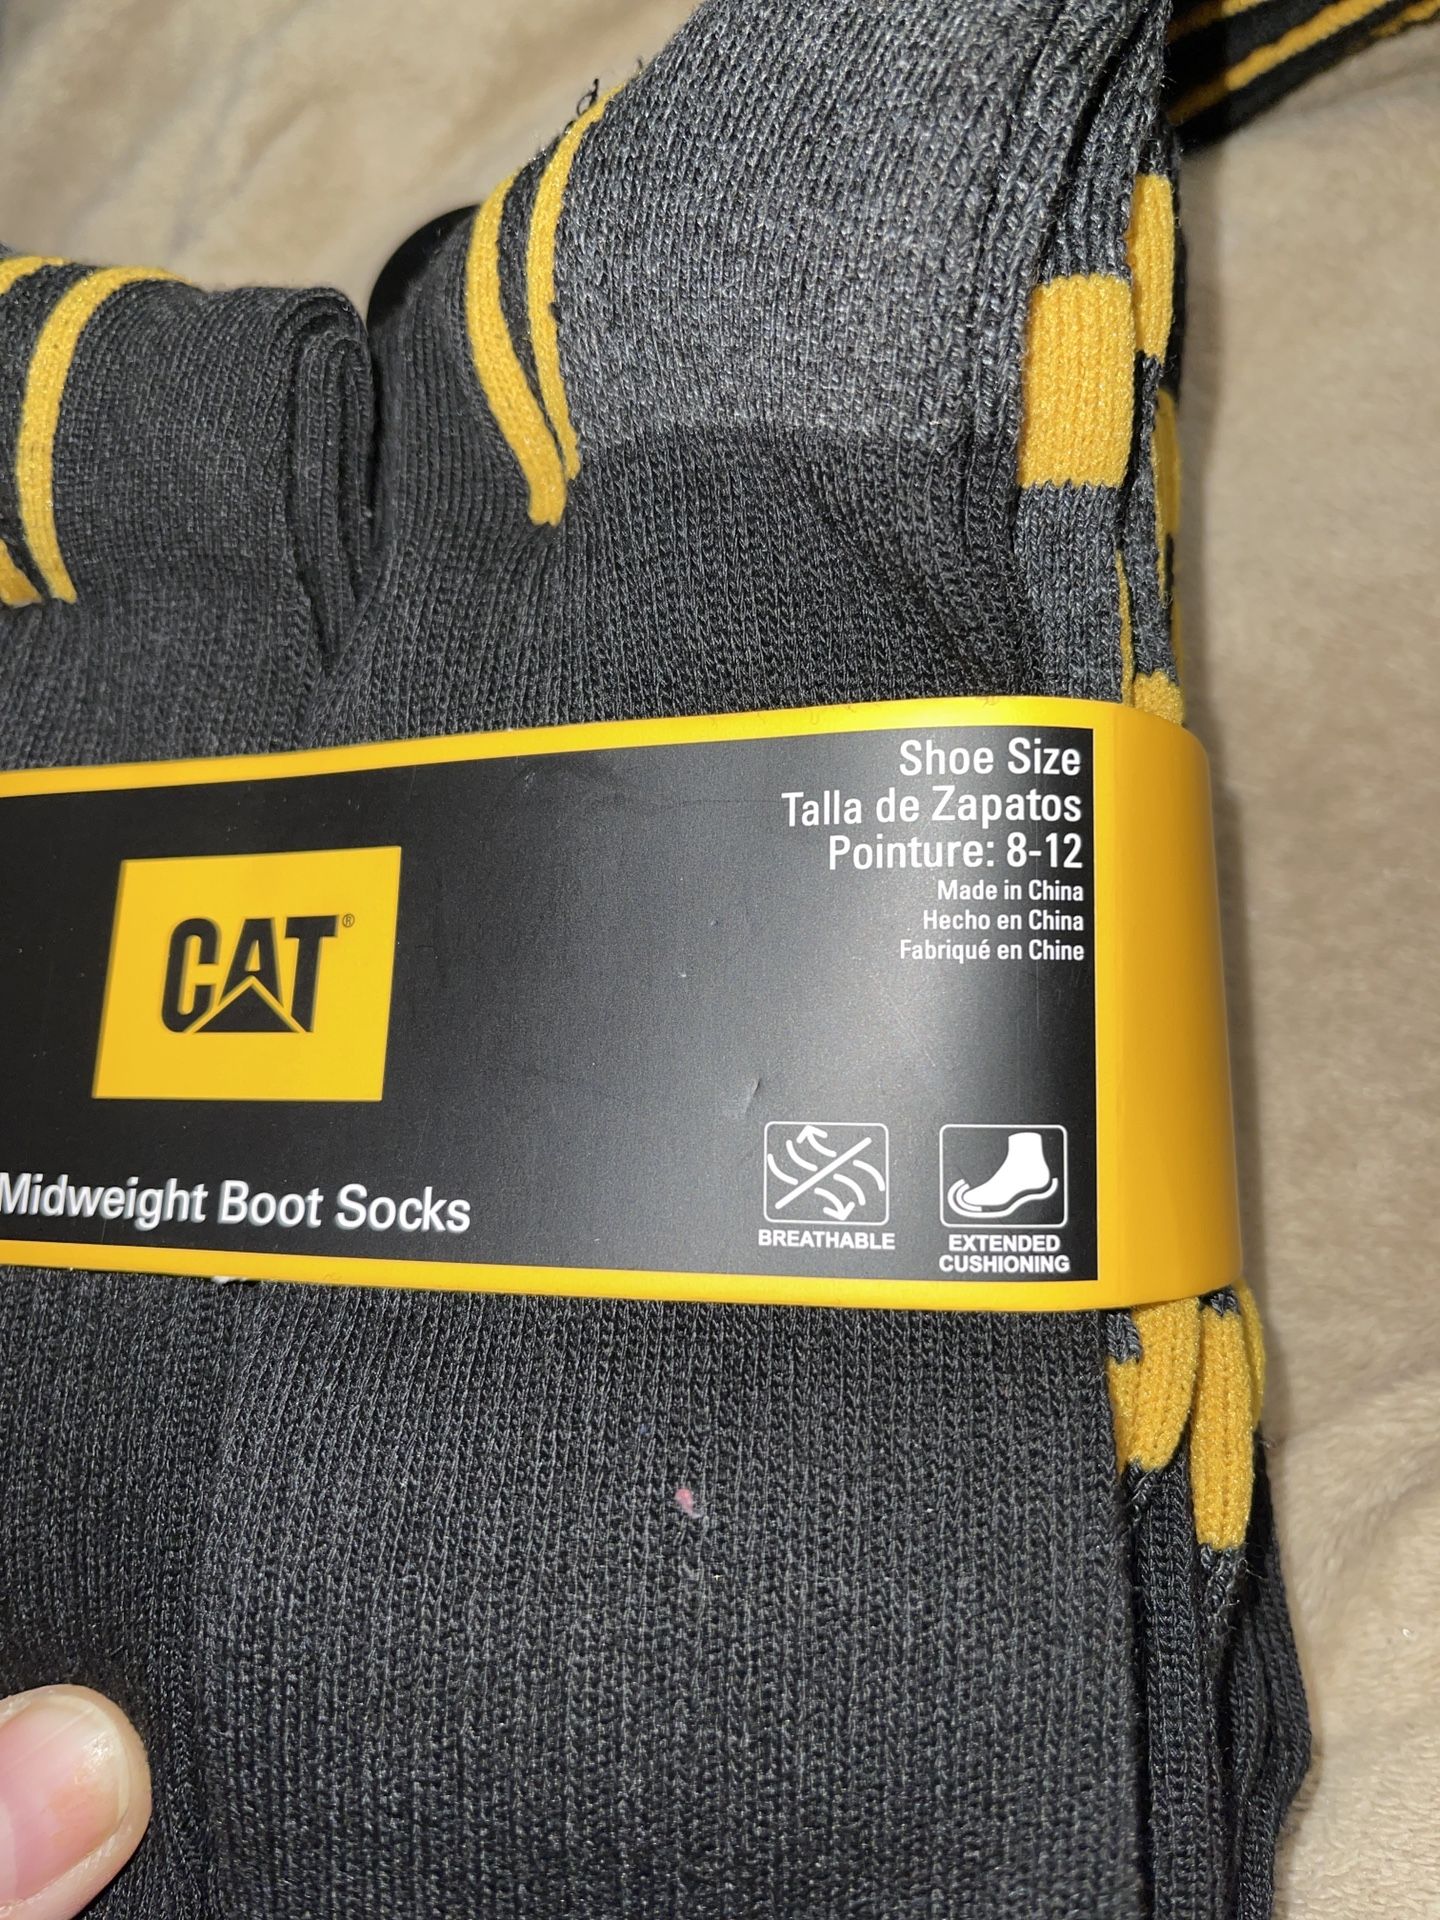 Shoe Size
Talla de Zapatos
Pointure: 8-12
Made in China
Hecho en China
Fabriqué en Chine
CAT®
Midweight Boot Socks
BREATHABLE
EXTENDED
CUSHIONING